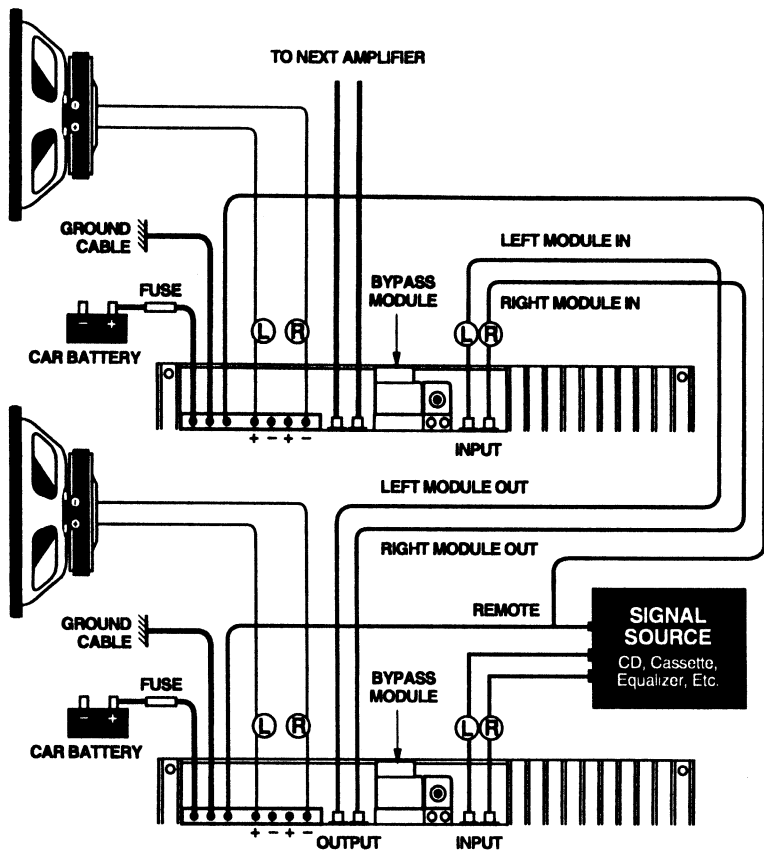 TO NEXT AMPLIFIER
GROUND
CABLE
LEFT MODULE IN
FUSE
BYPASS
MODULE
RIGHT MODULE IN
L R
L R
- +
CAR BATTERY
+ - + -
INPUT
LEFT MODULE OUT
RIGHT MODULE OUT
REMOTE
SIGNAL
SOURCE
CD, Cassette,
Equalizer, Etc.
GROUND
CABLE
FUSE
BYPASS
MODULE
L R
L R
- +
CAR BATTERY
+ - + -
OUTPUT
INPUT